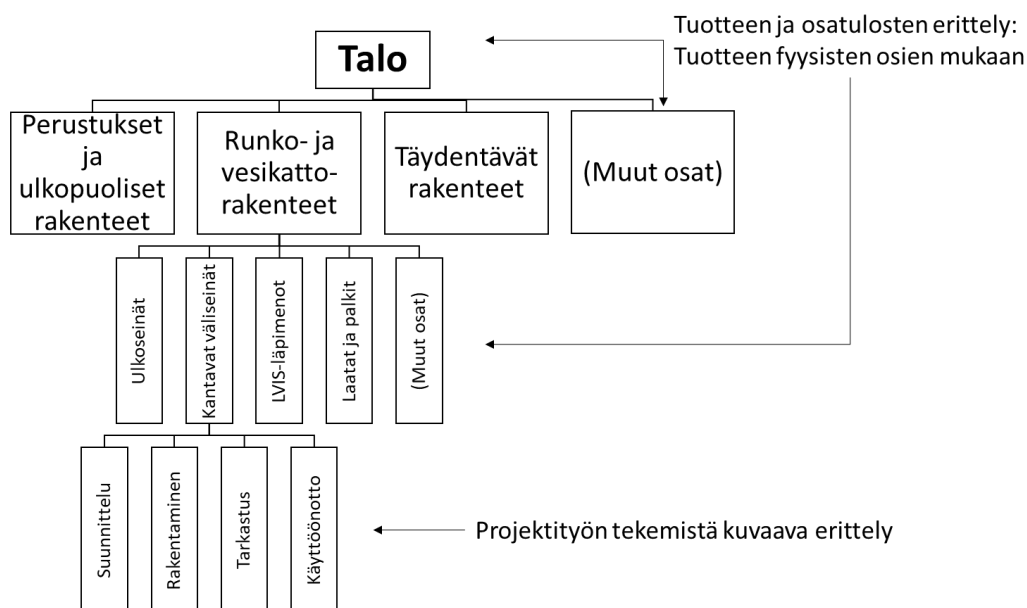 Tuotteen ja osatulosten erittely:
Tuotteen fyysisten osien mukaan
Talo
Perustukset
ja
ulkopuoliset
rakenteet
Runko- ja
vesikatto-
rakenteet
Täydentävät
rakenteet
(Muut osat)
Ulkoseinät
Kantavat väliseinät
LVIS-läpimenot
Laatat ja palkit
(Muut osat)
Suunnittelu
Rakentaminen
Tarkastus
Käyttöönotto
Projektityön tekemistä kuvaava erittely